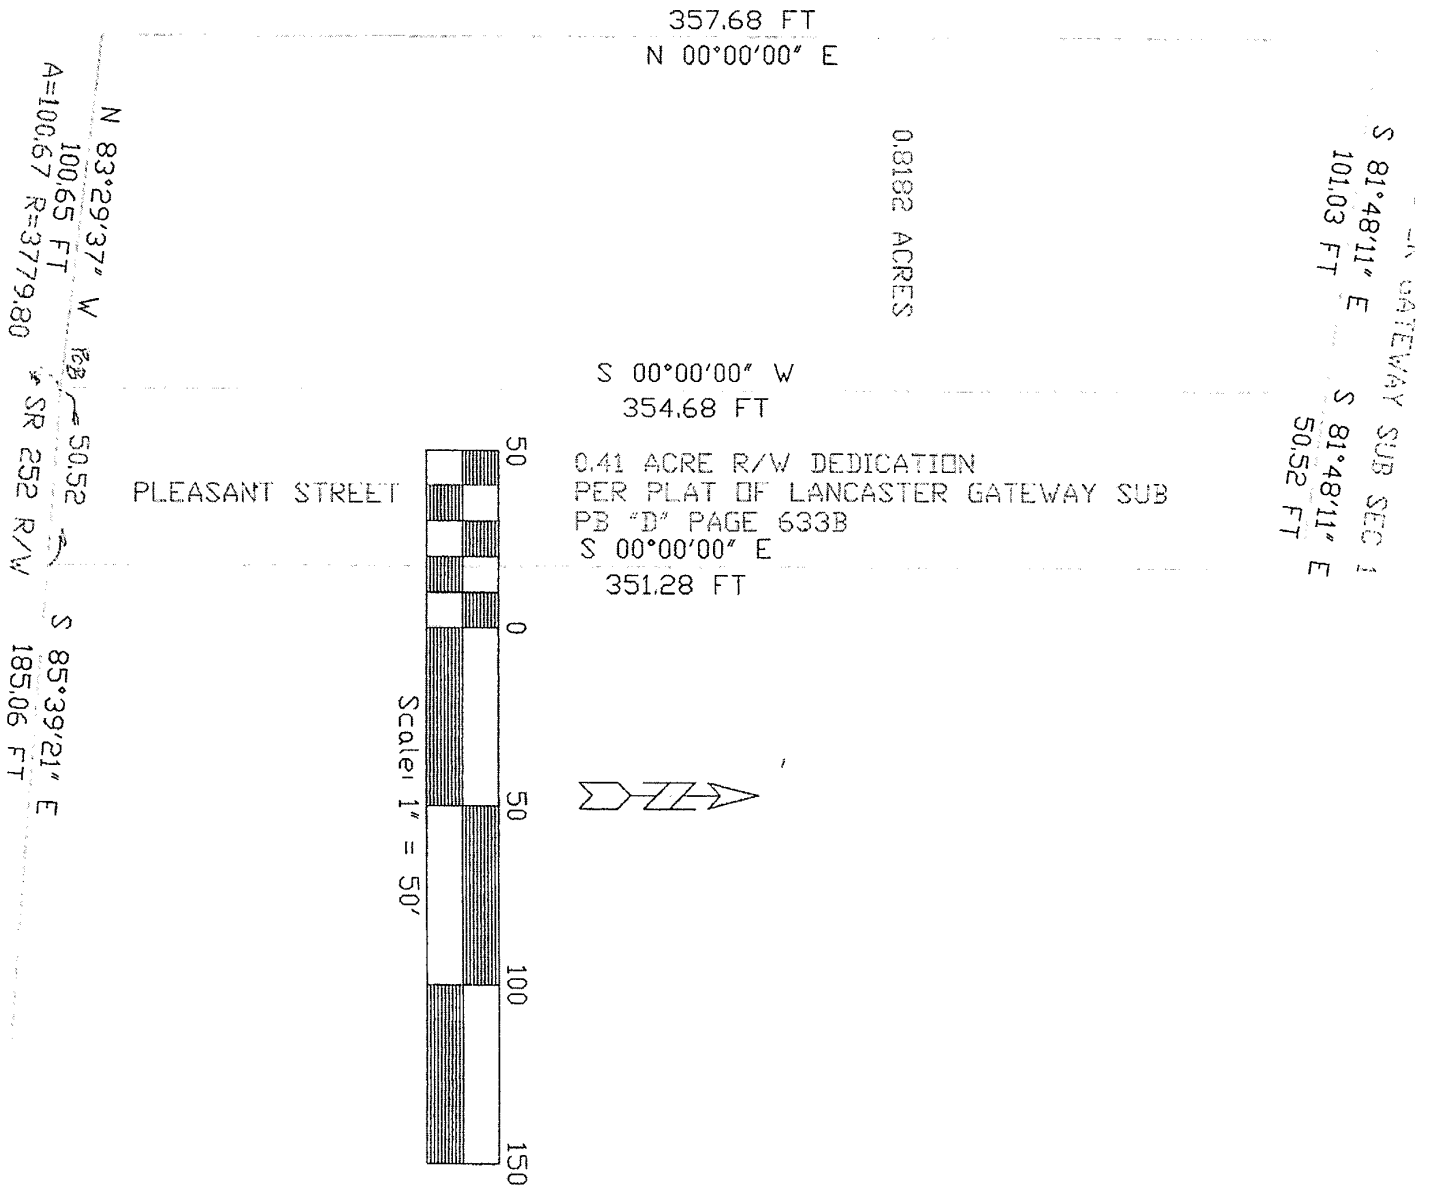 357.68 FT
N 00°00'00" E
N 83°29'37" W
100.65 FT
A=100.67 R=3779.80
0.8182 ACRES
S 81°48'11" E
101.03 FT
GATEWAY SUB SEC 1
S 81°48'11" E
50.52 FT
S 00°00'00" W
354.68 FT
POB
50.52
SR 252 R/W
PLEASANT STREET
0.41 ACRE R/W DEDICATION
PER PLAT OF LANCASTER GATEWAY SUB
PB "D" PAGE 633B
S 00°00'00" E
351.28 FT
S 85°39'21" E
185.06 FT
50
0
50
100
150
Scale: 1" = 50'
N